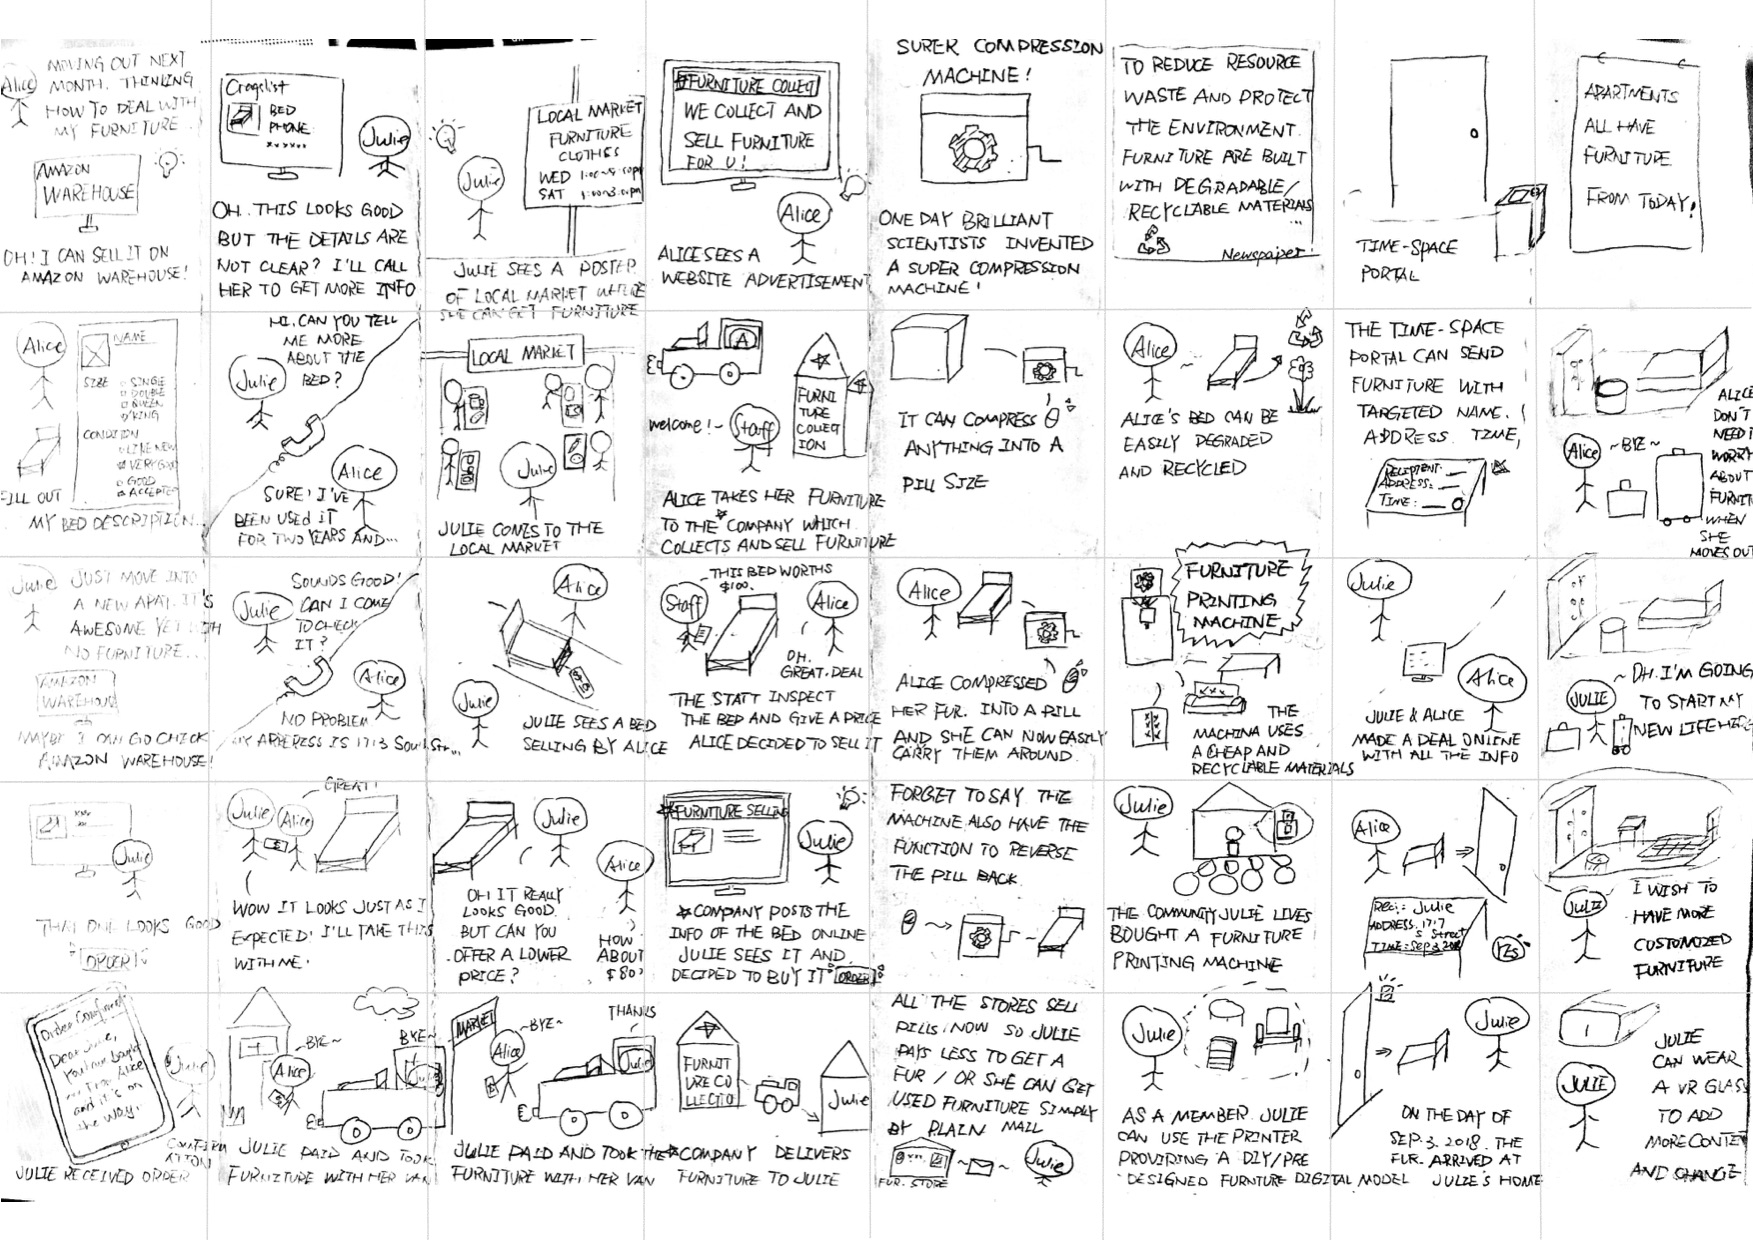 MOVING OUT NEXT
MONTH. THINKING
Alice
HOW TO DEAL WITH
MY FURNITURE.
AMAZON
WAREHOUSE
OH! I CAN SELL IT ON
AMAZON WAREHOUSE!
Alice
NAME
SIZE
SINGLE
DOUBLE
QUEEN
KING
CONDITION
LIKE NEW
VERY GOOD
GOOD
ACCEPTE
FILL OUT
MY BED DESCRIPTION...
Julie
JUST MOVE INTO
A NEW APAT. IT'S
AWESOME YET WITH
NO FURNITURE...
AMAZON
WAREHOUSE
MAYBE I CAN GO CHECK
AMAZON WAREHOUSE!
Julie
THAT ONE LOOKS GOOD
ORDER
Order Confirm
Dear Julie,
from Alice
and it's on
the way..
Julie
JULIE RECEIVED ORDER
Cragslist
BED
PHONE
xxxxxx
Julie
OH.. THIS LOOKS GOOD
BUT THE DETAILS ARE
NOT CLEAR? I'LL CALL
HER TO GET MORE INFO
HI, CAN YOU TELL
ME MORE
ABOUT THE
BED?
Julie
Alice
SURE! I'VE
BEEN USED IT
FOR TWO YEARS AND...
SOUNDS GOOD!
CAN I COME
TO CHECK
IT?
Julie
Alice
NO PROBLEM
MY ADDRESS IS 1713 South St...
GREAT!
Julie
Alice
WOW IT LOOKS JUST AS I
EXPECTED! I'LL TAKE THIS
WITH ME!
~BYE~
BYE~
Alice
Julie
JULIE PAID AND TOOK
FURNITURE WITH HER VAN
LOCAL MARKET
FURNITURE
CLOTHES
WED
SAT
Julie
JULIE SEES A POSTER
OF LOCAL MARKET WHERE
SHE CAN GET FURNITURE
LOCAL MARKET
Julie
JULIE COMES TO THE
LOCAL MARKET
Alice
Julie
JULIE SEES A BED
SELLING BY ALICE
Julie
Alice
OH! IT REALLY
LOOKS GOOD.
BUT CAN YOU
OFFER A LOWER
PRICE?
HOW
ABOUT
$80?
MARKET
~BYE~
THANKS
Alice
Julie
JULIE PAID AND TOOK THE
FURNITURE WITH HER VAN
FURNITURE COLLECT
WE COLLECT AND
SELL FURNITURE
FOR U!
Alice
ALICE SEES A
WEBSITE ADVERTISEMENT
A
FURNI
TURE
COLLECT
ION
welcome!~
Staff
ALICE TAKES HER FURNITURE
TO THE COMPANY WHICH
COLLECTS AND SELL FURNITURE
THIS BED WORTHS
$100.
Staff
Alice
OH.
GREAT. DEAL
THE STATT INSPECT
THE BED AND GIVE A PRICE
ALICE DECIDED TO SELL IT
FURNITURE SELLING
Julie
COMPANY POSTS THE
INFO OF THE BED ONLINE
JULIE SEES IT AND
DECIDED TO BUY IT
ORDER
FURNIT
URE CO
LLECTIO
Julie
COMPANY DELIVERS
FURNITURE TO JULIE
SUPER COMPRESSION
MACHINE!
ONE DAY BRILLIANT
SCIENTISTS INVENTED
A SUPER COMPRESSION
MACHINE!
IT CAN COMPRESS
ANYTHING INTO A
PILL SIZE
Alice
ALICE COMPRESSED
HER FUR. INTO A PILL
AND SHE CAN NOW EASILY
CARRY THEM AROUND.
FORGET TO SAY THE
MACHINE ALSO HAVE THE
FUNCTION TO REVERSE
THE PILL BACK.
ALL THE STORES SELL
PILLS NOW SO JULIE
PAYS LESS TO GET A
FUR / OR SHE CAN GET
USED FURNITURE SIMPLY
BY PLAIN MAIL
FUR. STORE
Julie
TO REDUCE RESOURCE
WASTE AND PROTECT
THE ENVIRONMENT.
FURNITURE ARE BUILT
WITH DEGRADABLE/
RECYCLABLE MATERIALS
...
Newspaper
Alice
ALICE'S BED CAN BE
EASILY DEGRADED
AND RECYCLED
FURNITURE
PRINTING
MACHINE
THE
MACHINA USES
A CHEAP AND
RECYCLABLE MATERIALS
Julie
THE COMMUNITY JULIE LIVES
BOUGHT A FURNITURE
PRINTING MACHINE
Julie
AS A MEMBER JULIE
CAN USE THE PRINTER
PROVIDING A DIY/PRE
DESIGNED FURNTURE DIGITAL MODEL
TIME-SPACE
PORTAL
THE TIME-SPACE
PORTAL CAN SEND
FURNITURE WITH
TARGETED NAME.
ADDRESS. TIME,
RECIPIENT:
ADDRESS:
TIME:
Julie
Alice
JULIE & ALICE
MADE A DEAL ONLINE
WITH ALL THE INFO
Alice
Reci.: Julie
ADDRESS: 1717
S Street
TIME: Sep 3. 2018
YES
Julie
ON THE DAY OF
SEP. 3. 2018. THE
FUR. ARRIVED AT
JULIE'S HOME
APARTMENTS
ALL HAVE
FURNITURE
FROM TODAY!
Alice
~BYE~
ALICE
DON'T
NEED T
WORRY
ABOUT
FURNIT
WHEN
SHE
MOVES OUT
JULIE
~ OH. I'M GOING
TO START MY
NEW LIFE HERE
Julie
I WISH TO
HAVE MORE
CUSTOMIZED
FURNITURE
JULIE
JULIE
CAN WEAR
A VR GLASS
TO ADD
MORE CONTE
AND CHANGE